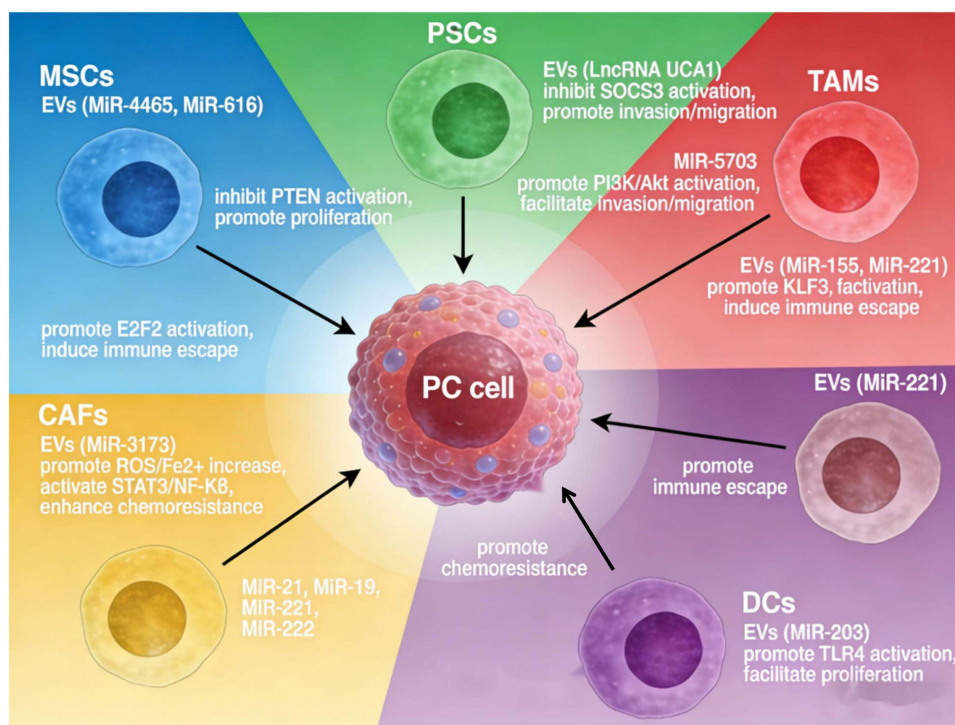 MSCs
EVs (MiR-4465, MiR-616)
inhibit PTEN activation,
promote proliferation
promote E2F2 activation,
induce immune escape
PSCs
EVs (LncRNA UCA1)
inhibit SOCS3 activation,
promote invasion/migration
TAMs
MIR-5703
promote PI3K/Akt activation,
facilitate invasion/migration
EVs (MiR-155, MiR-221)
promote KLF3, factivatiın,
induce immune escape
PC cell
CAFs
EVs (MiR-3173)
promote ROS/Fe2+ increase,
activate STAT3/NF-Kß,
enhance chemoresistance
MiR-21, MiR-19,
MiR-221,
MiR-222
EVs (MiR-221)
promote
immune escape
promote
chemoresistance
DCs
EVs (MiR-203)
promote TLR4 activation,
facilitate proliferation